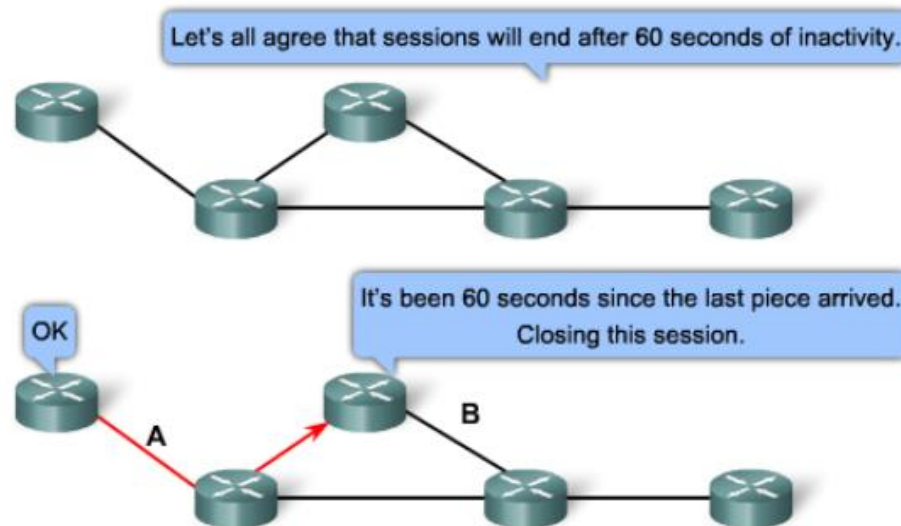 Let's all agree that sessions will end after 60 seconds of inactivity.
OK
It's been 60 seconds since the last piece arrived.
Closing this session.
A
B